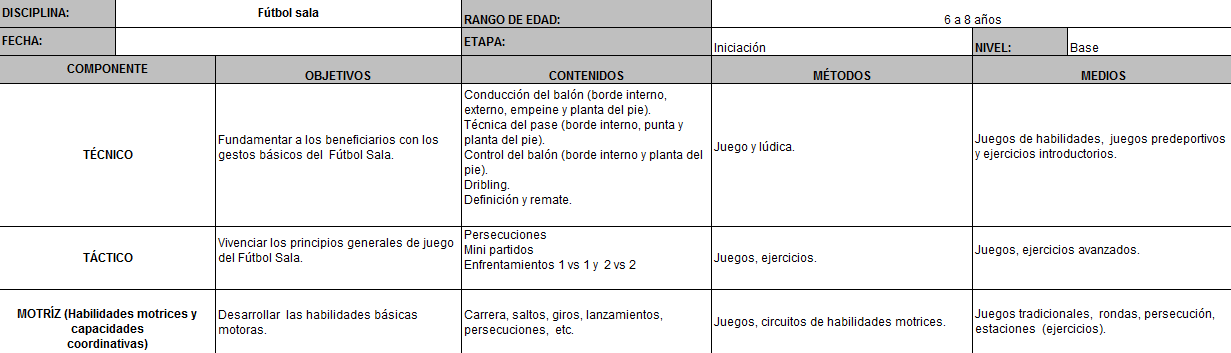 DISCIPLINA: Fútbol sala RANGO DE EDAD: 6 a 8 años
FECHA: ETAPA: Iniciación NIVEL: Base
COMPONENTE OBJETIVOS CONTENIDOS MÉTODOS MEDIOS
TÉCNICO
Fundamentar a los beneficiarios con los
gestos básicos del Fútbol Sala.
Conducción del balón (borde interno,
externo, empeine y planta del pie).
Técnica del pase (borde interno, punta y
planta del pie).
Control del balón (borde interno y planta del
pie).
Dribling.
Definición y remate.
Juego y lúdica.
Juegos de habilidades, juegos predeportivos
y ejercicios introductorios.
TÁCTICO
Vivenciar los principios generales de juego
del Fútbol Sala.
Persecuciones
Mini partidos
Enfrentamientos 1 vs 1 y 2 vs 2
Juegos, ejercicios.
Juegos, ejercicios avanzados.
MOTRÍZ (Habilidades motrices y
capacidades
coordinativas)
Desarrollar las habilidades básicas
motoras.
Carrera, saltos, giros, lanzamientos,
persecuciones, etc.
Juegos, circuitos de habilidades motrices.
Juegos tradicionales, rondas, persecución,
estaciones (ejercicios).